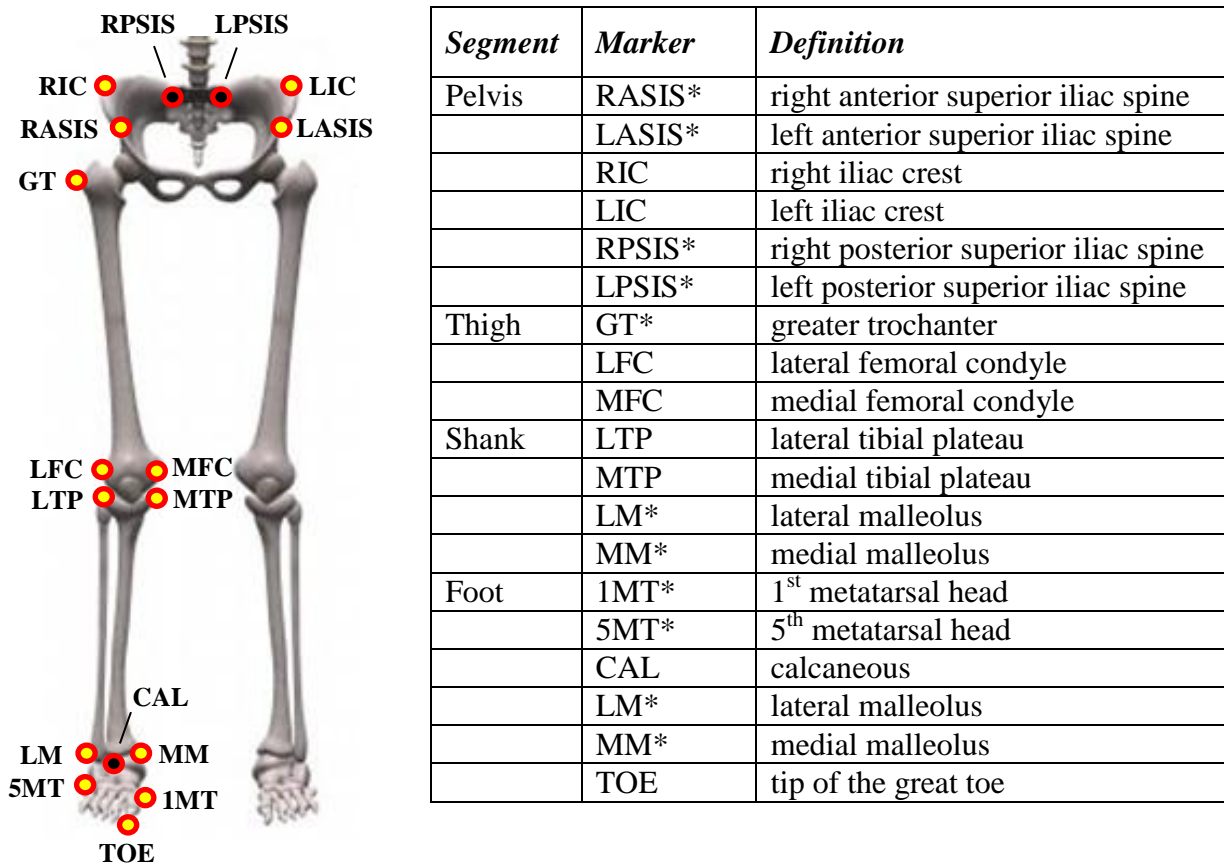 RPSIS LPSIS
RIC
LIC
RASIS
LASIS
GT
LFC
MFC
LTP
MTP
CAL
LM
MM
5MT
1MT
TOE
Segment Marker Definition
Pelvis RASIS* right anterior superior iliac spine
LASIS* left anterior superior iliac spine
RIC right iliac crest
LIC left iliac crest
RPSIS* right posterior superior iliac spine
LPSIS* left posterior superior iliac spine
Thigh GT* greater trochanter
LFC lateral femoral condyle
MFC medial femoral condyle
Shank LTP lateral tibial plateau
MTP medial tibial plateau
LM* lateral malleolus
MM* medial malleolus
Foot 1MT* 1st metatarsal head
5MT* 5th metatarsal head
CAL calcaneous
LM* lateral malleolus
MM* medial malleolus
TOE tip of the great toe